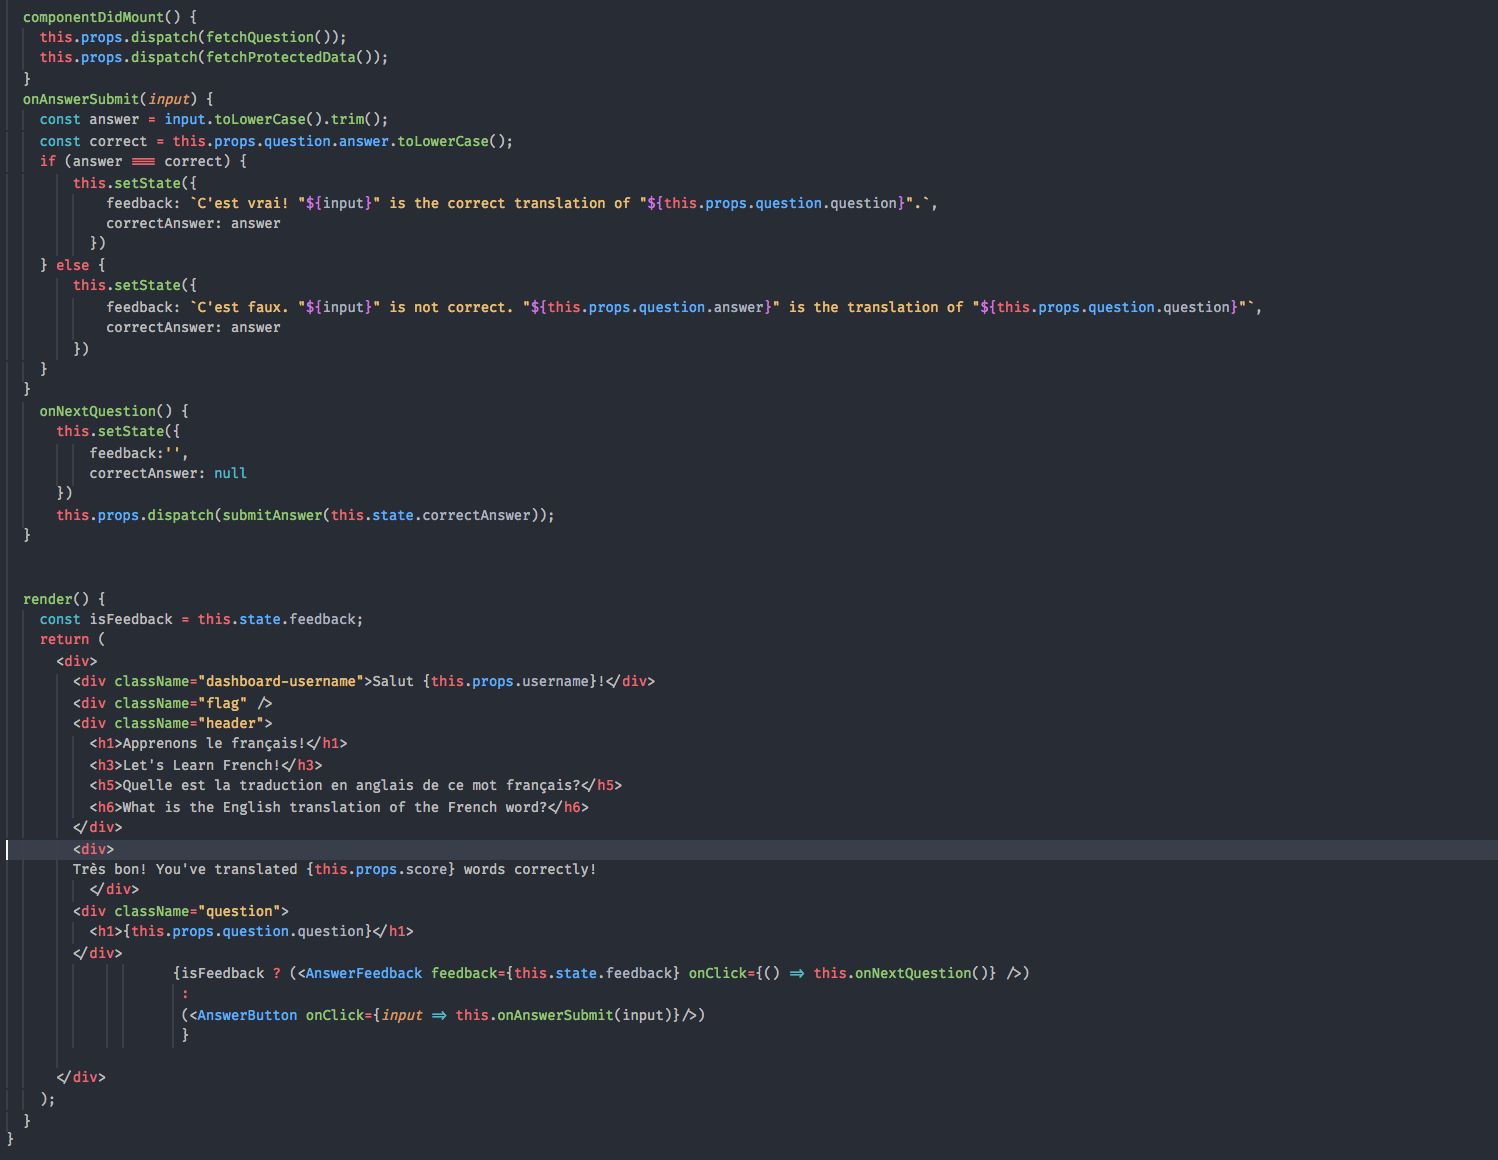 componentDidMount() {
this.props.dispatch(fetchQuestion());
this.props.dispatch(fetchProtectedData());
}
onAnswerSubmit(input) {
const answer = input.toLowerCase().trim();
const correct = this.props.question.answer.toLowerCase();
if (answer === correct) {
this.setState({
feedback: `C'est vrai! "${input}" is the correct translation of "${this.props.question.question}".`,
correctAnswer: answer
})
} else {
this.setState({
feedback: `C'est faux. "${input}" is not correct. "${this.props.question.answer}" is the translation of "${this.props.question.question}"`,
correctAnswer: answer
})
}
}
onNextQuestion() {
this.setState({
feedback:'',
correctAnswer: null
})
this.props.dispatch(submitAnswer(this.state.correctAnswer));
}
render() {
const isFeedback = this.state.feedback;
return (
<div>
<div className="dashboard-username">Salut {this.props.username}!</div>
<div className="flag" />
<div className="header">
<h1>Apprenons le français!</h1>
<h3>Let's Learn French!</h3>
<h5>Quelle est la traduction en anglais de ce mot français?</h5>
<h6>What is the English translation of the French word?</h6>
</div>
<div>
Très bon! You've translated {this.props.score} words correctly!
</div>
<div className="question">
<h1>{this.props.question.question}</h1>
</div>
{isFeedback ? (<AnswerFeedback feedback={this.state.feedback} onClick={() => this.onNextQuestion()} />)
:
(<AnswerButton onClick={input => this.onAnswerSubmit(input)}/>)
}
</div>
);
}
}